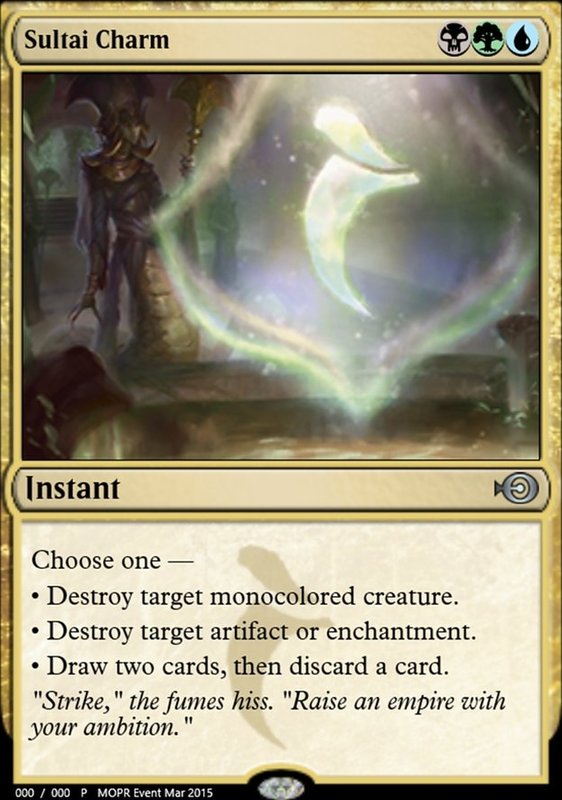 Sultai Charm
Instant
Choose one —
• Destroy target monocolored creature.
• Destroy target artifact or enchantment.
• Draw two cards, then discard a card.
"Strike," the fumes hiss. "Raise an empire with
your ambition."
000 / 000 P MOPR Event Mar 2015